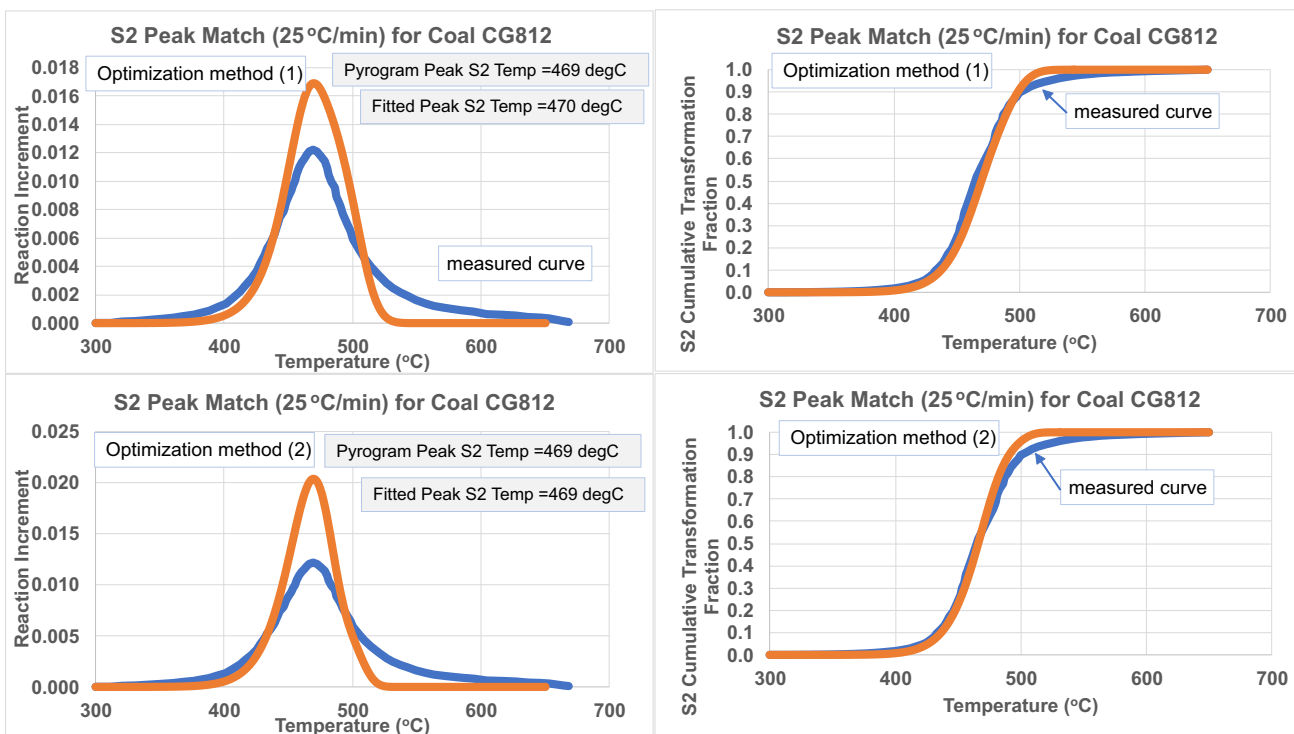 S2 Peak Match (25 °C/min) for Coal CG812
Optimization method (1)
Pyrogram Peak S2 Temp =469 degC
Fitted Peak S2 Temp =470 degC
measured curve
Reaction Increment
0.018
0.016
0.014
0.012
0.010
0.008
0.006
0.004
0.002
0.000
300 400 500 600 700
Temperature (°C)
S2 Peak Match (25 °C/min) for Coal CG812
Optimization method (1)
measured curve
S2 Cumulative Transformation
Fraction
1.0
0.9
0.8
0.7
0.6
0.5
0.4
0.3
0.2
0.1
0.0
300 400 500 600 700
Temperature (°C)
S2 Peak Match (25 °C/min) for Coal CG812
Optimization method (2)
Pyrogram Peak S2 Temp =469 degC
Fitted Peak S2 Temp =469 degC
Reaction Increment
0.025
0.020
0.015
0.010
0.005
0.000
300 400 500 600 700
Temperature (°C)
S2 Peak Match (25 °C/min) for Coal CG812
Optimization method (2)
measured curve
S2 Cumulative Transformation
Fraction
1.0
0.9
0.8
0.7
0.6
0.5
0.4
0.3
0.2
0.1
0.0
300 400 500 600 700
Temperature (°C)